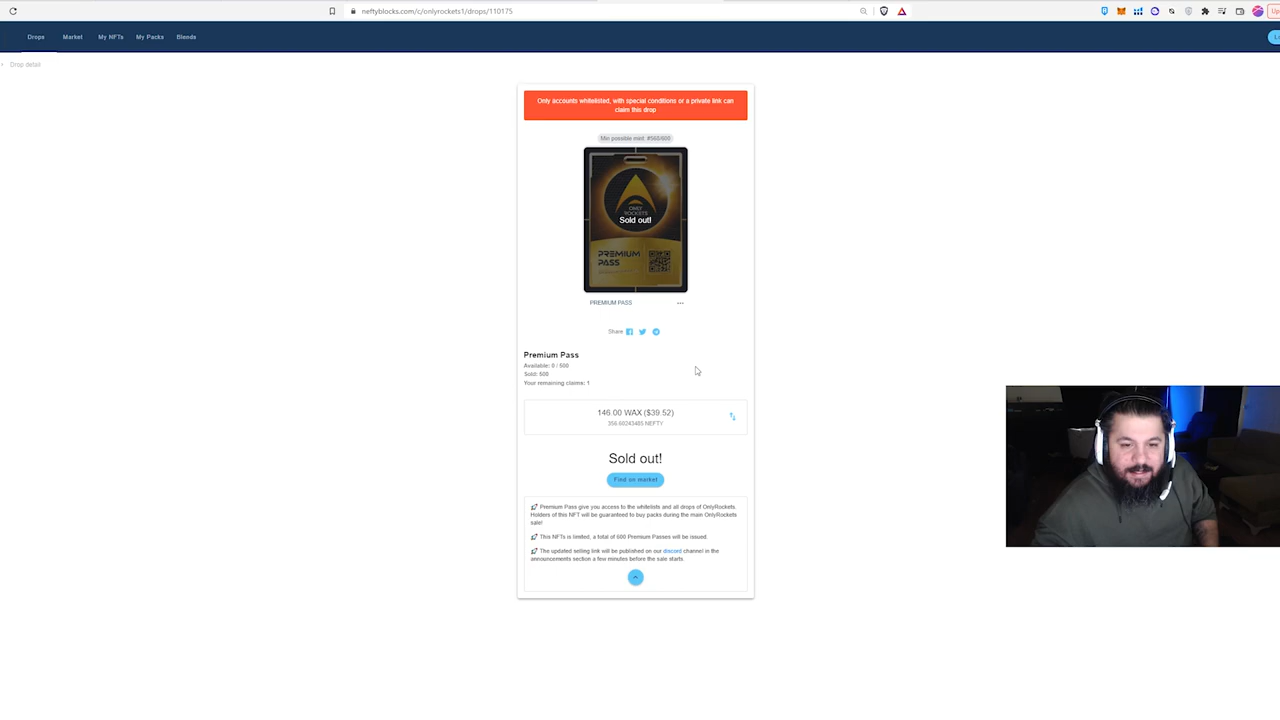 neftyblocks.com/c/onlyrockets1/drops/110175
Drops
Market
My NFTs
My Packs
Blends
Drop detail
Only accounts whitelisted, with special conditions or a private link can
claim this drop
Min possible mint: #560/600
ONLY
ROCKETS
Sold out!
PREMIUM
PASS
PREMIUM PASS
Share
Premium Pass
Available: 0 / 500
Sold: 500
Your remaining claims: 1
146.00 WAX ($39.52)
356.60243485 NEFTY
Sold out!
Find on market
Premium Pass give you access to the whitelists and all drops of OnlyRockets
Holders of this NFT will be guaranteed to buy packs during the main OnlyRockets
sale!
This NFTs is limited, a total of 600 Premium Passes will be issued.
The updated selling link will be published on our discord channel in the
announcements section a few minutes before the sale starts.